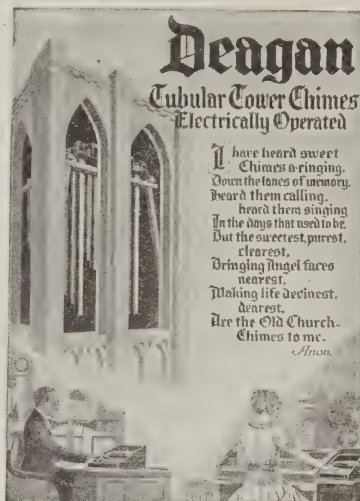 Deagan
Tubular Tower Chimes
Electrically Operated
I have heard sweet
Chimes a-ringing.
Down the lanes of memory.
Heard them calling.
heard them singing
In the days that used to be.
But the sweetest, purest,
clearest,
Bringing Angel faces
nearest,
Making life devinest,
dearest,
Are the Old Church-
Chimes to me.
-Anon.